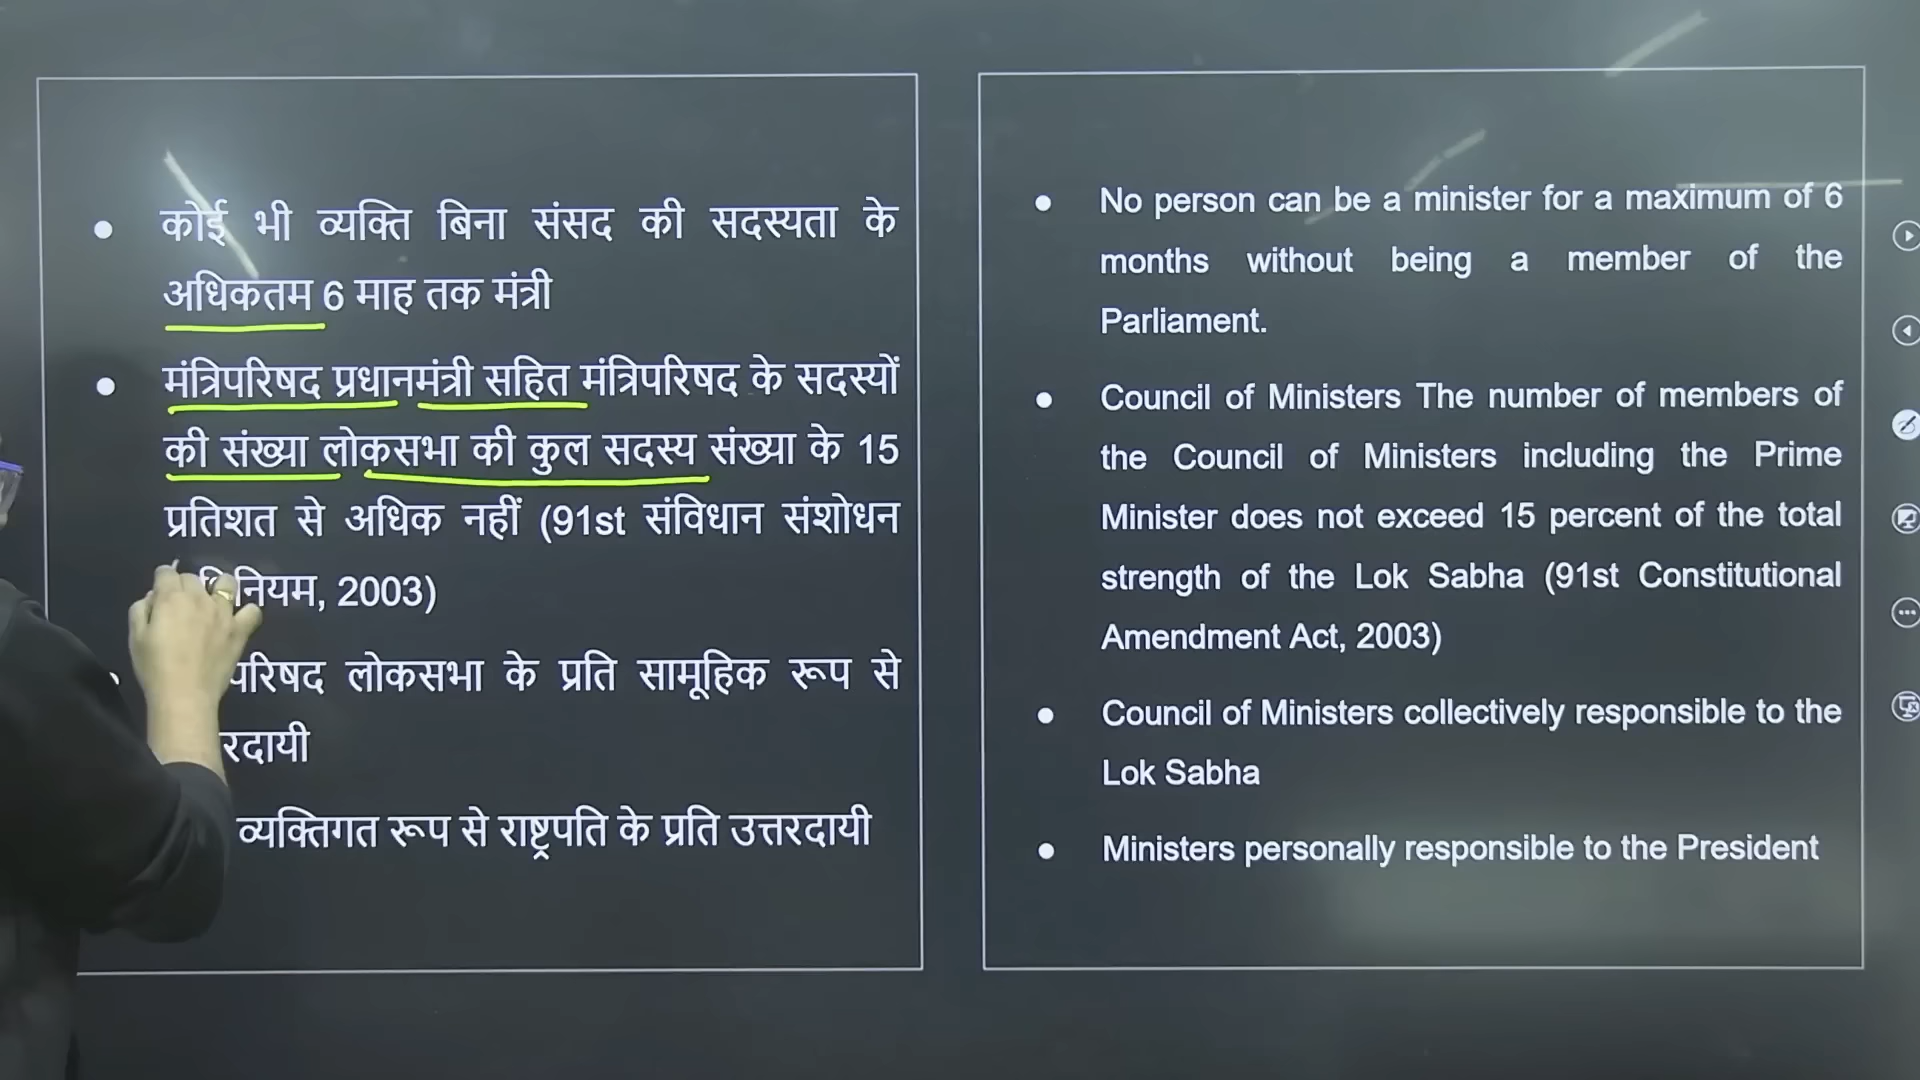 कोई भी व्यक्ति बिना संसद की सदस्यता के
अधिकतम 6 माह तक मंत्री
मंत्रिपरिषद प्रधानमंत्री सहित मंत्रिपरिषद के सदस्यों
की संख्या लोकसभा की कुल सदस्य संख्या के 15
प्रतिशत से अधिक नहीं (91st संविधान संशोधन
2003)
लोकसभा के प्रति सामूहिक रूप से
व्यक्तिगत रूप से राष्ट्रपति के प्रति उत्तरदायी
No person can be a minister for a maximum of 6
months without being a member of the
Parliament.
Council of Ministers The number of members of
the Council of Ministers including the Prime
Minister does not exceed 15 percent of the total
strength of the Lok Sabha (91st Constitutional
Amendment Act, 2003)
Council of Ministers collectively responsible to the
Lok Sabha
Ministers personally responsible to the President